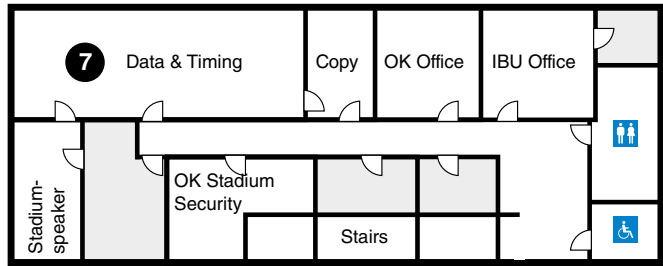 7
Data & Timing
Copy
OK Office
IBU Office
Stadium-
speaker
OK Stadium
Security
Stairs